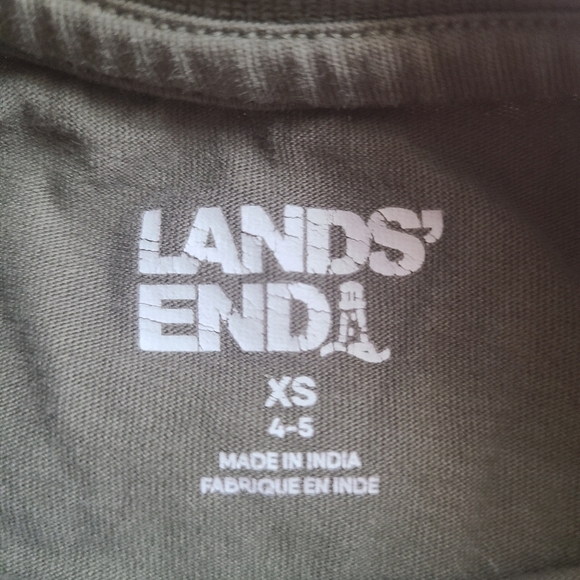 LANDS'
END
XS
4-5
MADE IN INDIA
FABRIQUE EN INDE